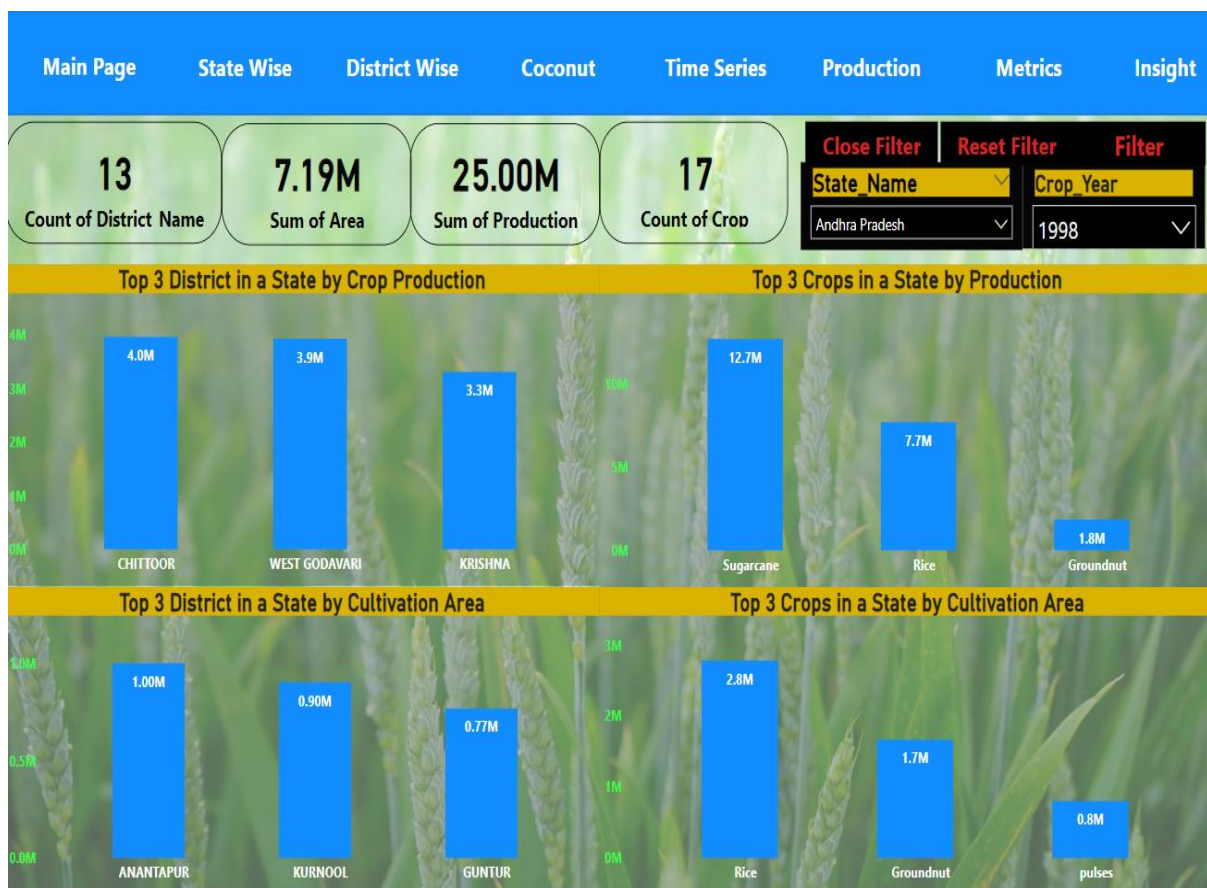 Main Page State Wise District Wise Coconut Time Series Production Metrics Insight
13
Count of District Name
7.19M
Sum of Area
25.00M
Sum of Production
17
Count of Crop
Close Filter Reset Filter Filter
State_Name
Andhra Pradesh
Crop_Year
1998
Top 3 District in a State by Crop Production
4M
3M
2M
1M
0M
4.0M
3.9M
3.3M
CHITTOOR WEST GODAVARI KRISHNA
Top 3 Crops in a State by Production
10M
5M
0M
12.7M
7.7M
1.8M
Sugarcane Rice Groundnut
Top 3 District in a State by Cultivation Area
1.0M
0.5M
0.0M
1.00M
0.90M
0.77M
ANANTAPUR KURNOOL GUNTUR
Top 3 Crops in a State by Cultivation Area
3M
2M
1M
0M
2.8M
1.7M
0.8M
Rice Groundnut pulses